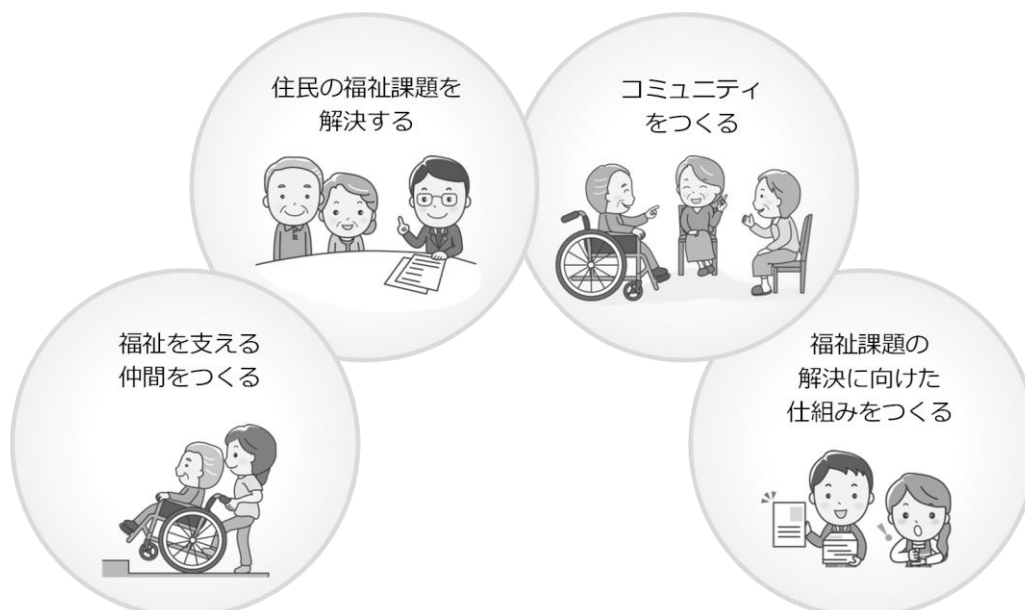 住民の福祉課題を
解決する
コミュニティ
をつくる
福祉を支える
仲間をつくる
福祉課題の
解決に向けた
仕組みをつくる